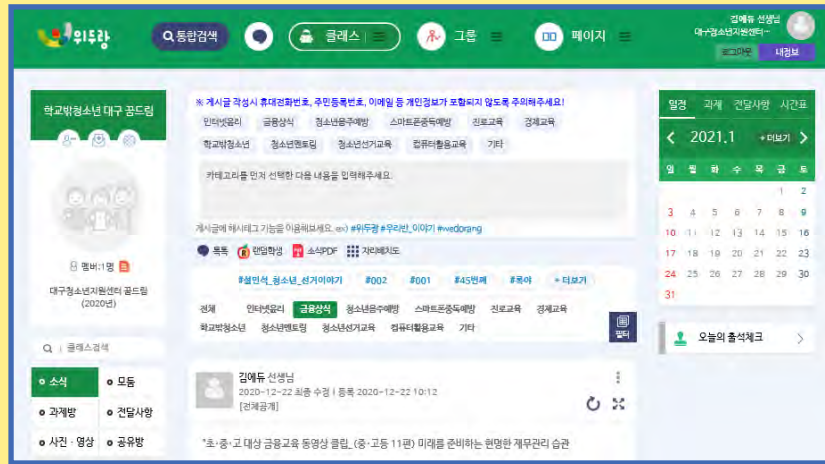 위두랑
통합검색
클래스
그룹
페이지
김에듀 선생님
대구청소년지원센터…
로그아웃
내정보
학교밖청소년 대구 꿈드림
멤버:1명
대구청소년지원센터 꿈드림
(2020년)
클래스검색
소식 모둠
과제방 전달사항
사진 · 영상 공유방
※ 게시글 작성시 휴대전화번호, 주민등록번호, 이메일 등 개인정보가 포함되지 않도록 주의해주세요!
인터넷윤리 금융상식 청소년음주예방 스마트폰중독예방 진로교육 경제교육
학교밖청소년 청소년멘토링 청소년선거교육 컴퓨터활용교육 기타
카테고리를 먼저 선택한 다음 내용을 입력해주세요.
게시글에 해시태그 기능을 이용해보세요. ex) #위두랑 #우리반_이야기 #wedorang
톡톡 랜덤학생 소식PDF 자리배치도
_청소년_선거이야기 #002 #001 #45번째 + 더보기
전체 인터넷윤리 금융상식 청소년음주예방 스마트폰중독예방 진로교육 경제교육
학교밖청소년 청소년멘토링 청소년선거교육 컴퓨터활용교육 기타
필터
김에듀 선생님
2020-12-22 최종 수정 | 등록 2020-12-22 10:12
[전체공개]
"초·중·고 대상 금융교육 동영상 클립_ (중·고등 11편) 미래를 준비하는 현명한 재무관리 습관
일정 과제 전달사항 시간표
2021.1 +더보기
일 월 화 수 목 금 토
1 2
3 4 5 6 7 8 9
10 11 12 13 14 15 16
17 18 19 20 21 22 23
24 25 26 27 28 29 30
31
오늘의 출석체크